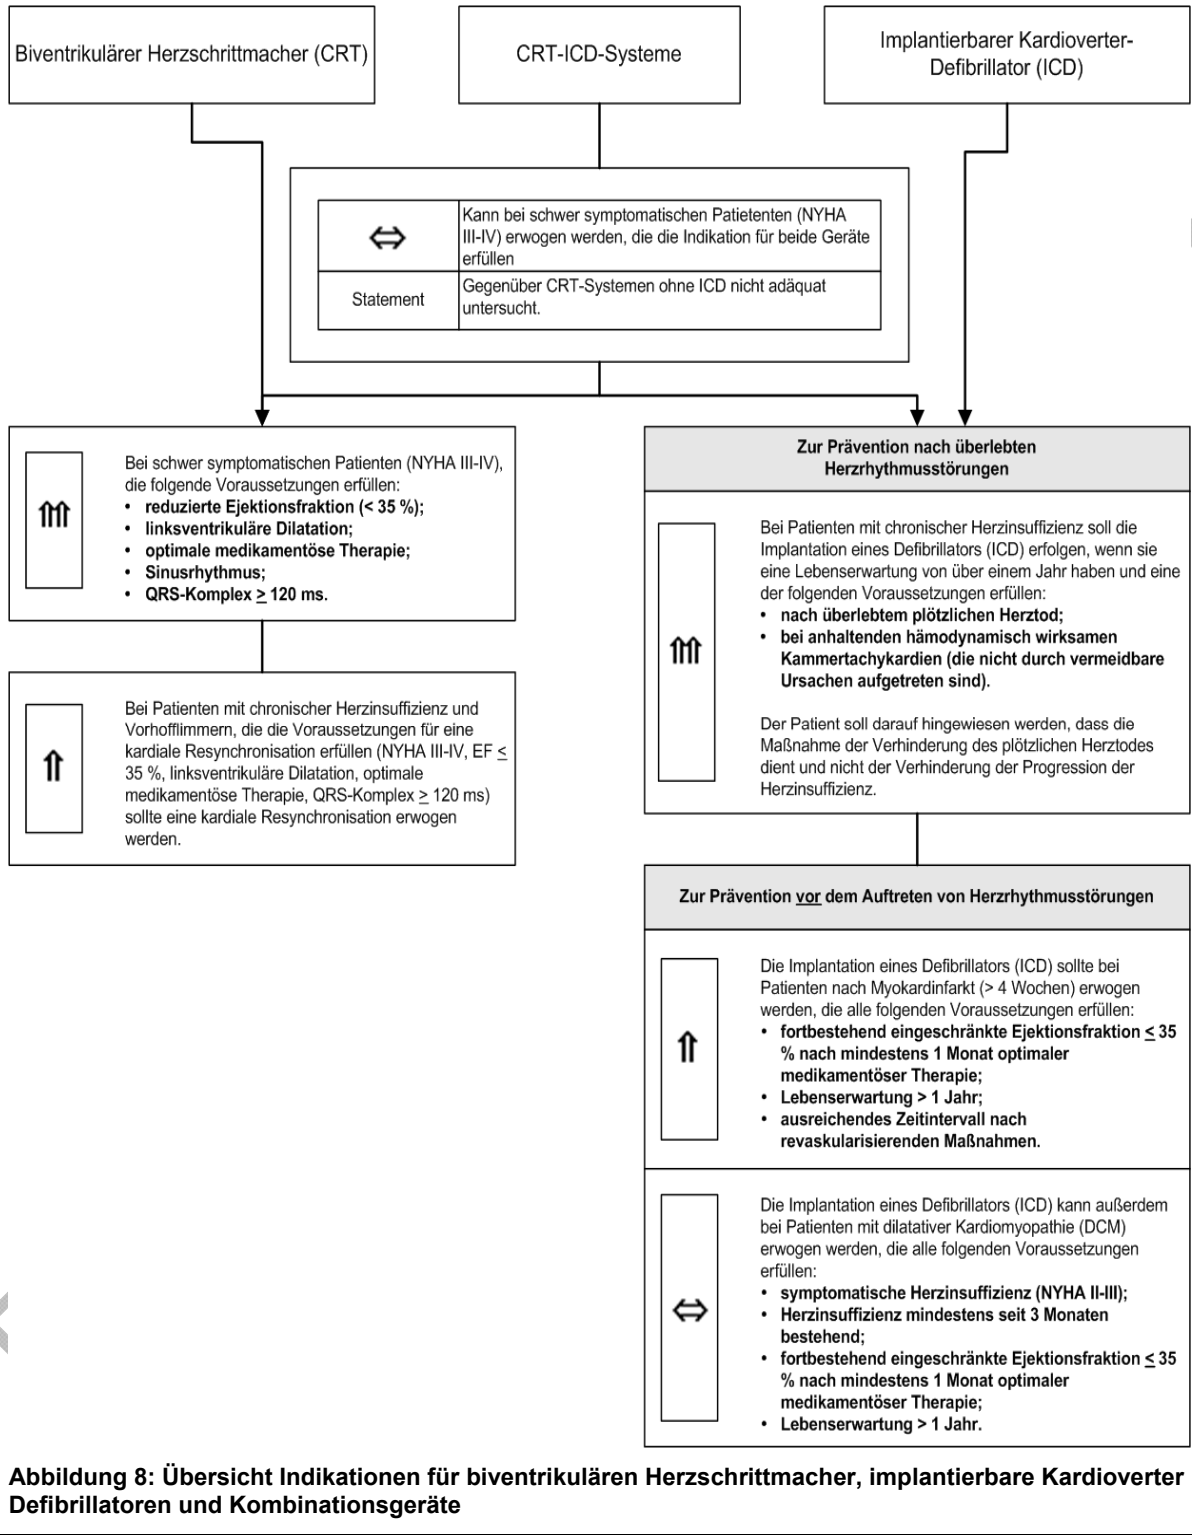 Biventrikulärer Herzschrittmacher (CRT)
CRT-ICD-Systeme
Implantierbarer Kardioverter-
Defibrillator (ICD)
⇔
Kann bei schwer symptomatischen Patietenten (NYHA
III-IV) erwogen werden, die die Indikation für beide Geräte
erfüllen
Statement
Gegenüber CRT-Systemen ohne ICD nicht adäquat
untersucht.
⇑⇑
Bei schwer symptomatischen Patienten (NYHA III-IV),
die folgende Voraussetzungen erfüllen:
• reduzierte Ejektionsfraktion (< 35 %);
• linksventrikuläre Dilatation;
• optimale medikamentöse Therapie;
• Sinusrhythmus;
• QRS-Komplex ≥ 120 ms.
⇑
Bei Patienten mit chronischer Herzinsuffizienz und
Vorhofflimmern, die die Voraussetzungen für eine
kardiale Resynchronisation erfüllen (NYHA III-IV, EF ≤
35 %, linksventrikuläre Dilatation, optimale
medikamentöse Therapie, QRS-Komplex ≥ 120 ms)
sollte eine kardiale Resynchronisation erwogen
werden.
Zur Prävention nach überlebten
Herzrhythmusstörungen
⇑⇑
Bei Patienten mit chronischer Herzinsuffizienz soll die
Implantation eines Defibrillators (ICD) erfolgen, wenn sie
eine Lebenserwartung von über einem Jahr haben und eine
der folgenden Voraussetzungen erfüllen:
• nach überlebtem plötzlichen Herztod;
• bei anhaltenden hämodynamisch wirksamen
Kammertachykardien (die nicht durch vermeidbare
Ursachen aufgetreten sind).
Der Patient soll darauf hingewiesen werden, dass die
Maßnahme der Verhinderung des plötzlichen Herztodes
dient und nicht der Verhinderung der Progression der
Herzinsuffizienz.
Zur Prävention vor dem Auftreten von Herzrhythmusstörungen
⇑
Die Implantation eines Defibrillators (ICD) sollte bei
Patienten nach Myokardinfarkt (> 4 Wochen) erwogen
werden, die alle folgenden Voraussetzungen erfüllen:
• fortbestehend eingeschränkte Ejektionsfraktion ≤ 35
% nach mindestens 1 Monat optimaler
medikamentöser Therapie;
• Lebenserwartung > 1 Jahr;
• ausreichendes Zeitintervall nach
revaskularisierenden Maßnahmen.
⇔
Die Implantation eines Defibrillators (ICD) kann außerdem
bei Patienten mit dilatativer Kardiomyopathie (DCM)
erwogen werden, die alle folgenden Voraussetzungen
erfüllen:
• symptomatische Herzinsuffizienz (NYHA II-III);
• Herzinsuffizienz mindestens seit 3 Monaten
bestehend;
• fortbestehend eingeschränkte Ejektionsfraktion ≤ 35
% nach mindestens 1 Monat optimaler
medikamentöser Therapie;
• Lebenserwartung > 1 Jahr.
Abbildung 8: Übersicht Indikationen für biventrikulären Herzschrittmacher, implantierbare Kardioverter
Defibrillatoren und Kombinationsgeräte